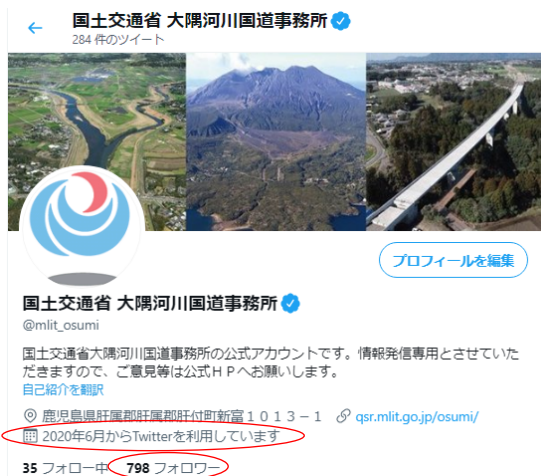 国土交通省 大隅河川国道事務所
284 件のツイート
プロフィールを編集
国土交通省 大隅河川国道事務所
@mlit_osumi
国土交通省大隅河川国道事務所の公式アカウントです。情報発信専用とさせていた
だきますので、ご意見等は公式ＨＰへお願いします。
自己紹介を翻訳
鹿児島県肝属郡肝属郡肝付町新富１０１３－１ qsr.mlit.go.jp/osumi/
2020年6月からTwitterを利用しています
35 フォロー中 798 フォロワー